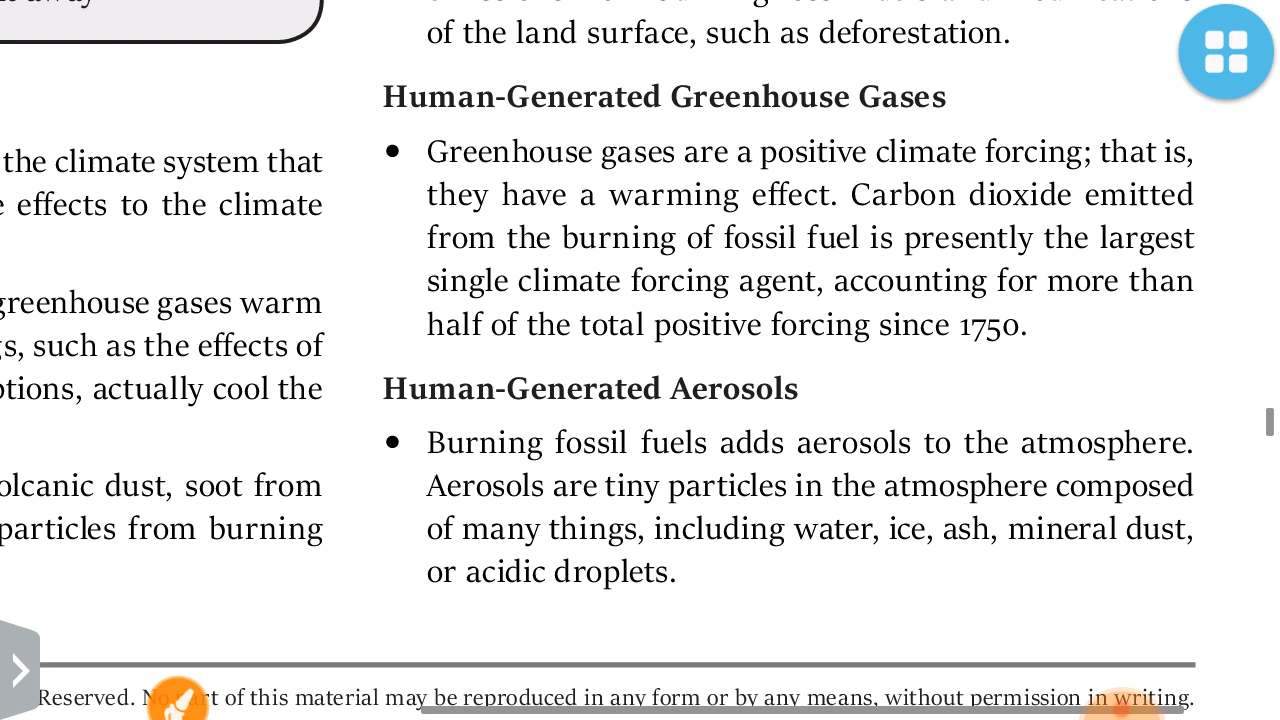 of the land surface, such as deforestation.
Human-Generated Greenhouse Gases
• Greenhouse gases are a positive climate forcing; that is,
they have a warming effect. Carbon dioxide emitted
from the burning of fossil fuel is presently the largest
single climate forcing agent, accounting for more than
half of the total positive forcing since 1750.
Human-Generated Aerosols
• Burning fossil fuels adds aerosols to the atmosphere.
Aerosols are tiny particles in the atmosphere composed
of many things, including water, ice, ash, mineral dust,
or acidic droplets.
the climate system that
effects to the climate
greenhouse gases warm
such as the effects of
actually cool the
dust, soot from
particles from burning
Reserved. No part of this material may be reproduced in any form or by any means, without permission in writing.